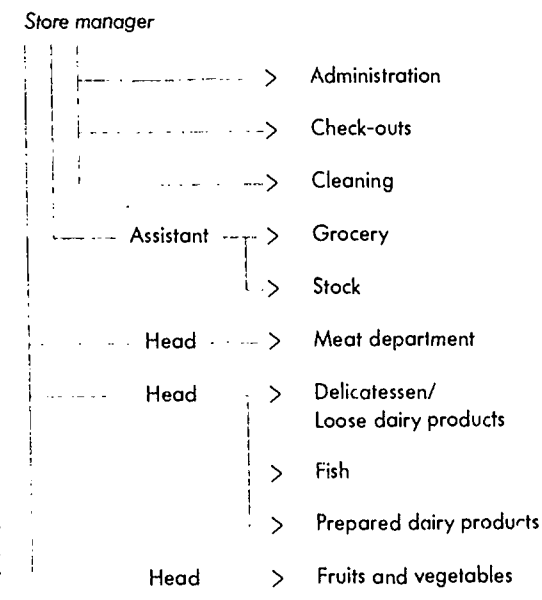 Store manager
> Administration
> Check-outs
> Cleaning
Assistant > Grocery
> Stock
Head > Meat department
Head > Delicatessen/
Loose dairy products
> Fish
> Prepared dairy products
Head > Fruits and vegetables